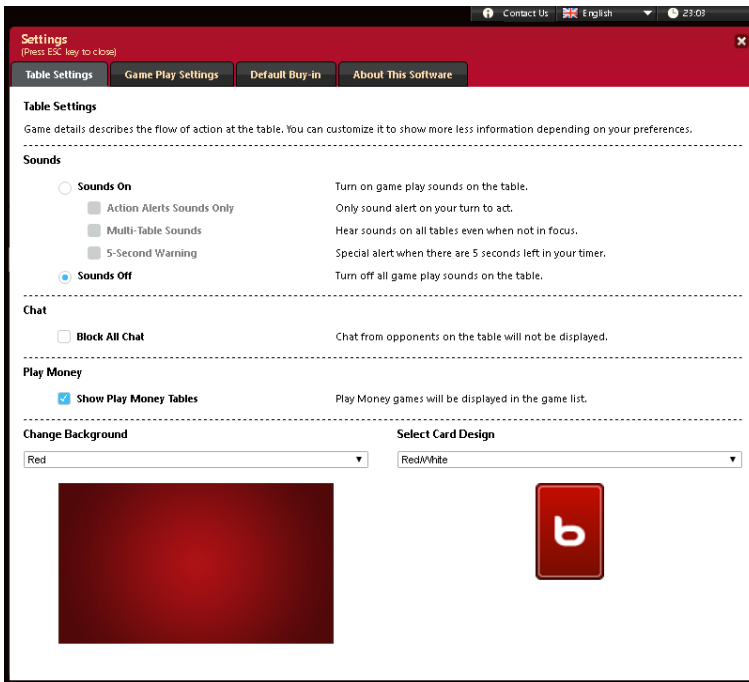 Contact Us English 23:03
Settings
(Press ESC key to close)
Table Settings Game Play Settings Default Buy-in About This Software
Table Settings
Game details describes the flow of action at the table. You can customize it to show more less information depending on your preferences.
Sounds
Sounds On Turn on game play sounds on the table.
Action Alerts Sounds Only Only sound alert on your turn to act.
Multi-Table Sounds Hear sounds on all tables even when not in focus.
5-Second Warning Special alert when there are 5 seconds left in your timer.
Sounds Off Turn off all game play sounds on the table.
Chat
Block All Chat Chat from opponents on the table will not be displayed.
Play Money
Show Play Money Tables Play Money games will be displayed in the game list.
Change Background Select Card Design
Red Red/White
b